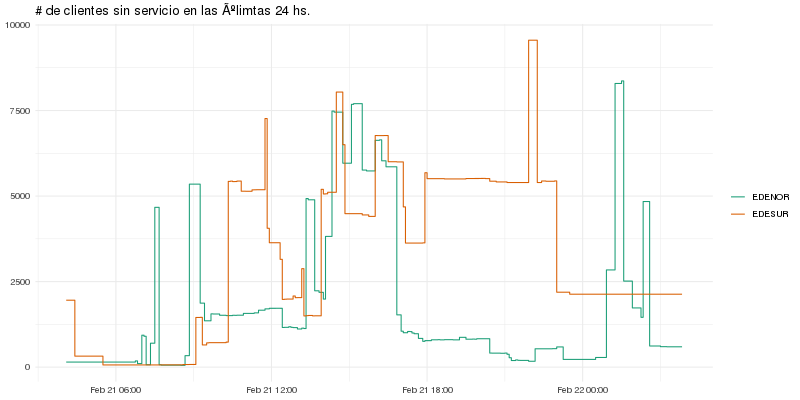 # de clientes sin servicio en las Ãºlimtas 24 hs.
10000
7500
5000
2500
0
Feb 21 06:00
Feb 21 12:00
Feb 21 18:00
Feb 22 00:00
EDENOR
EDESUR